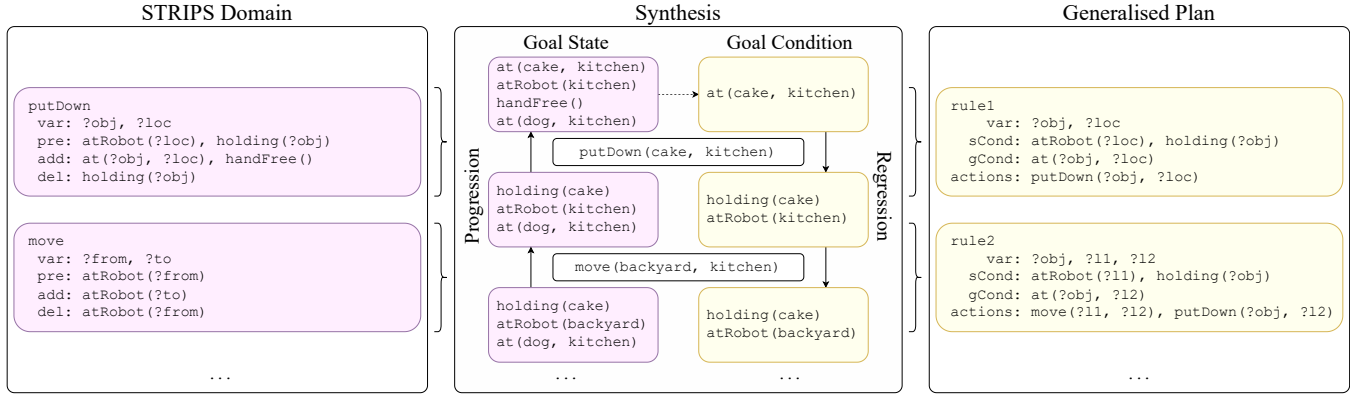 STRIPS Domain
putDown
var: ?obj, ?loc
pre: atRobot(?loc), holding(?obj)
add: at(?obj, ?loc), handFree()
del: holding(?obj)
move
var: ?from, ?to
pre: atRobot(?from)
add: atRobot(?to)
del: atRobot(?from)
...
Synthesis
Goal State
Goal Condition
at(cake, kitchen)
atRobot(kitchen)
handFree()
at(dog, kitchen)
at(cake, kitchen)
putDown(cake, kitchen)
Progression
Regression
holding(cake)
atRobot(kitchen)
at(dog, kitchen)
holding(cake)
atRobot(kitchen)
move(backyard, kitchen)
holding(cake)
atRobot(backyard)
at(dog, kitchen)
holding(cake)
atRobot(backyard)
...
...
Generalised Plan
rule1
var: ?obj, ?loc
sCond: atRobot(?loc), holding(?obj)
gCond: at(?obj, ?loc)
actions: putDown(?obj, ?loc)
rule2
var: ?obj, ?l1, ?l2
sCond: atRobot(?l1), holding(?obj)
gCond: at(?obj, ?l2)
actions: move(?l1, ?l2), putDown(?obj, ?l2)
...